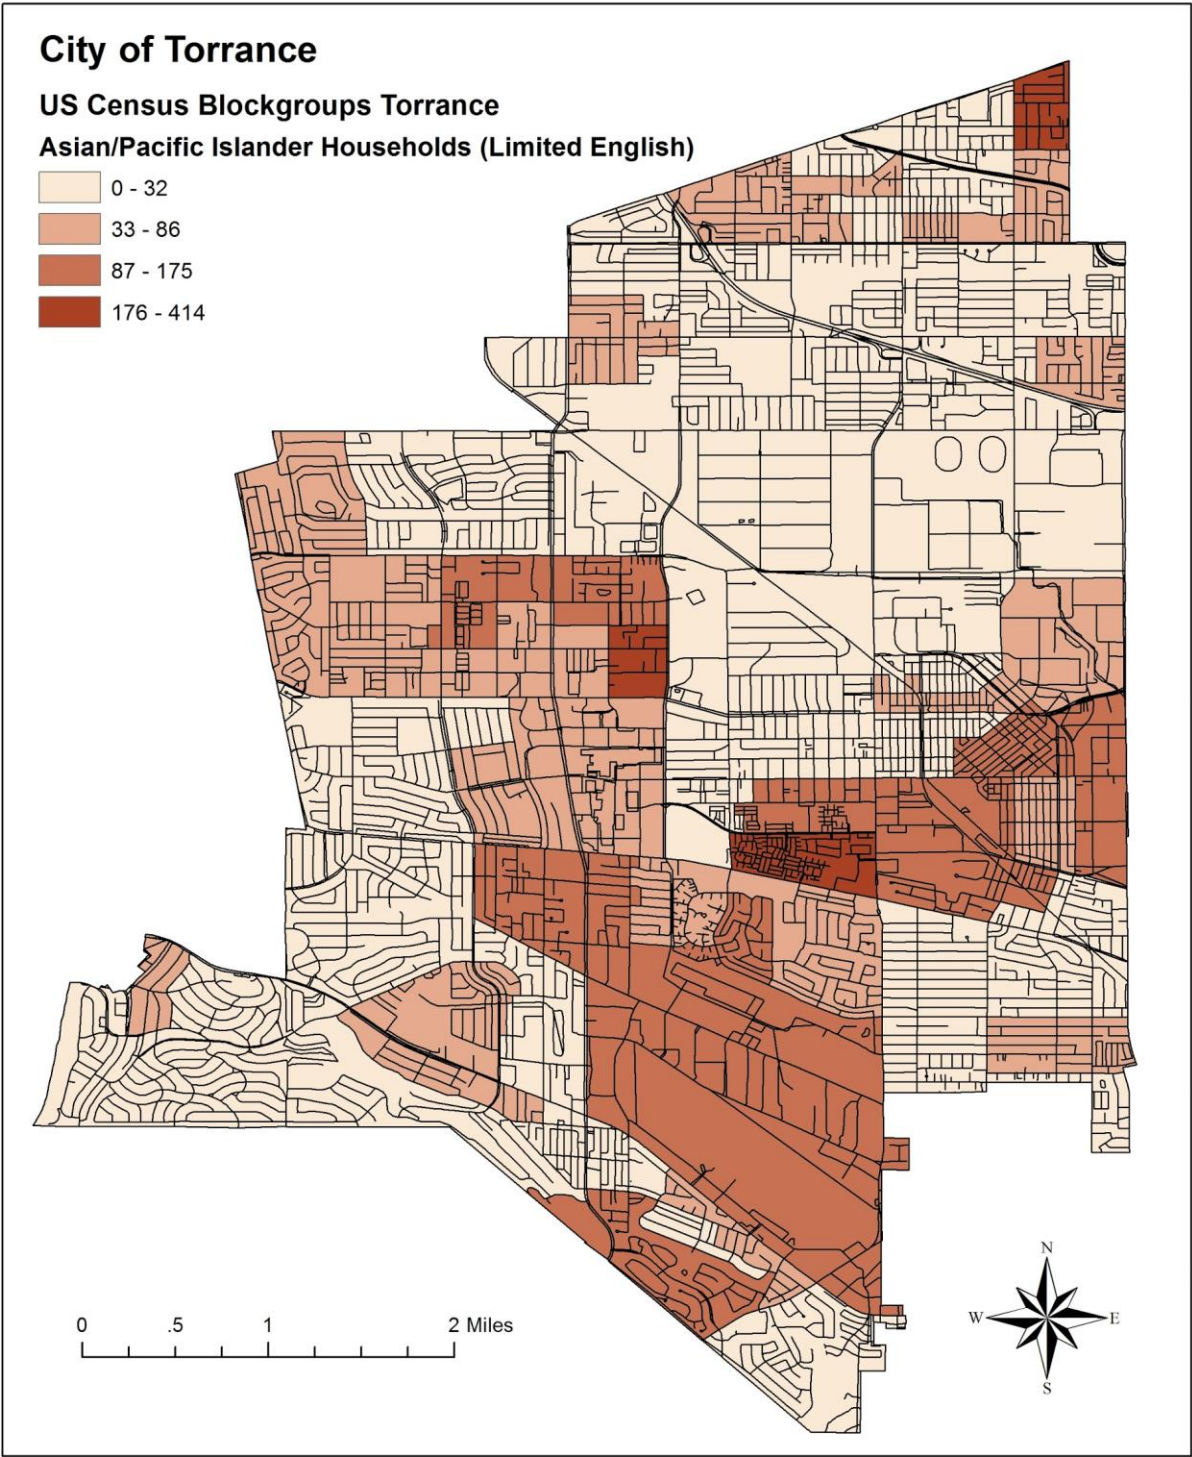 City of Torrance
US Census Blockgroups Torrance
Asian/Pacific Islander Households (Limited English)
0 - 32
33 - 86
87 - 175
176 - 414
0 .5 1 2 Miles
N
W E
S